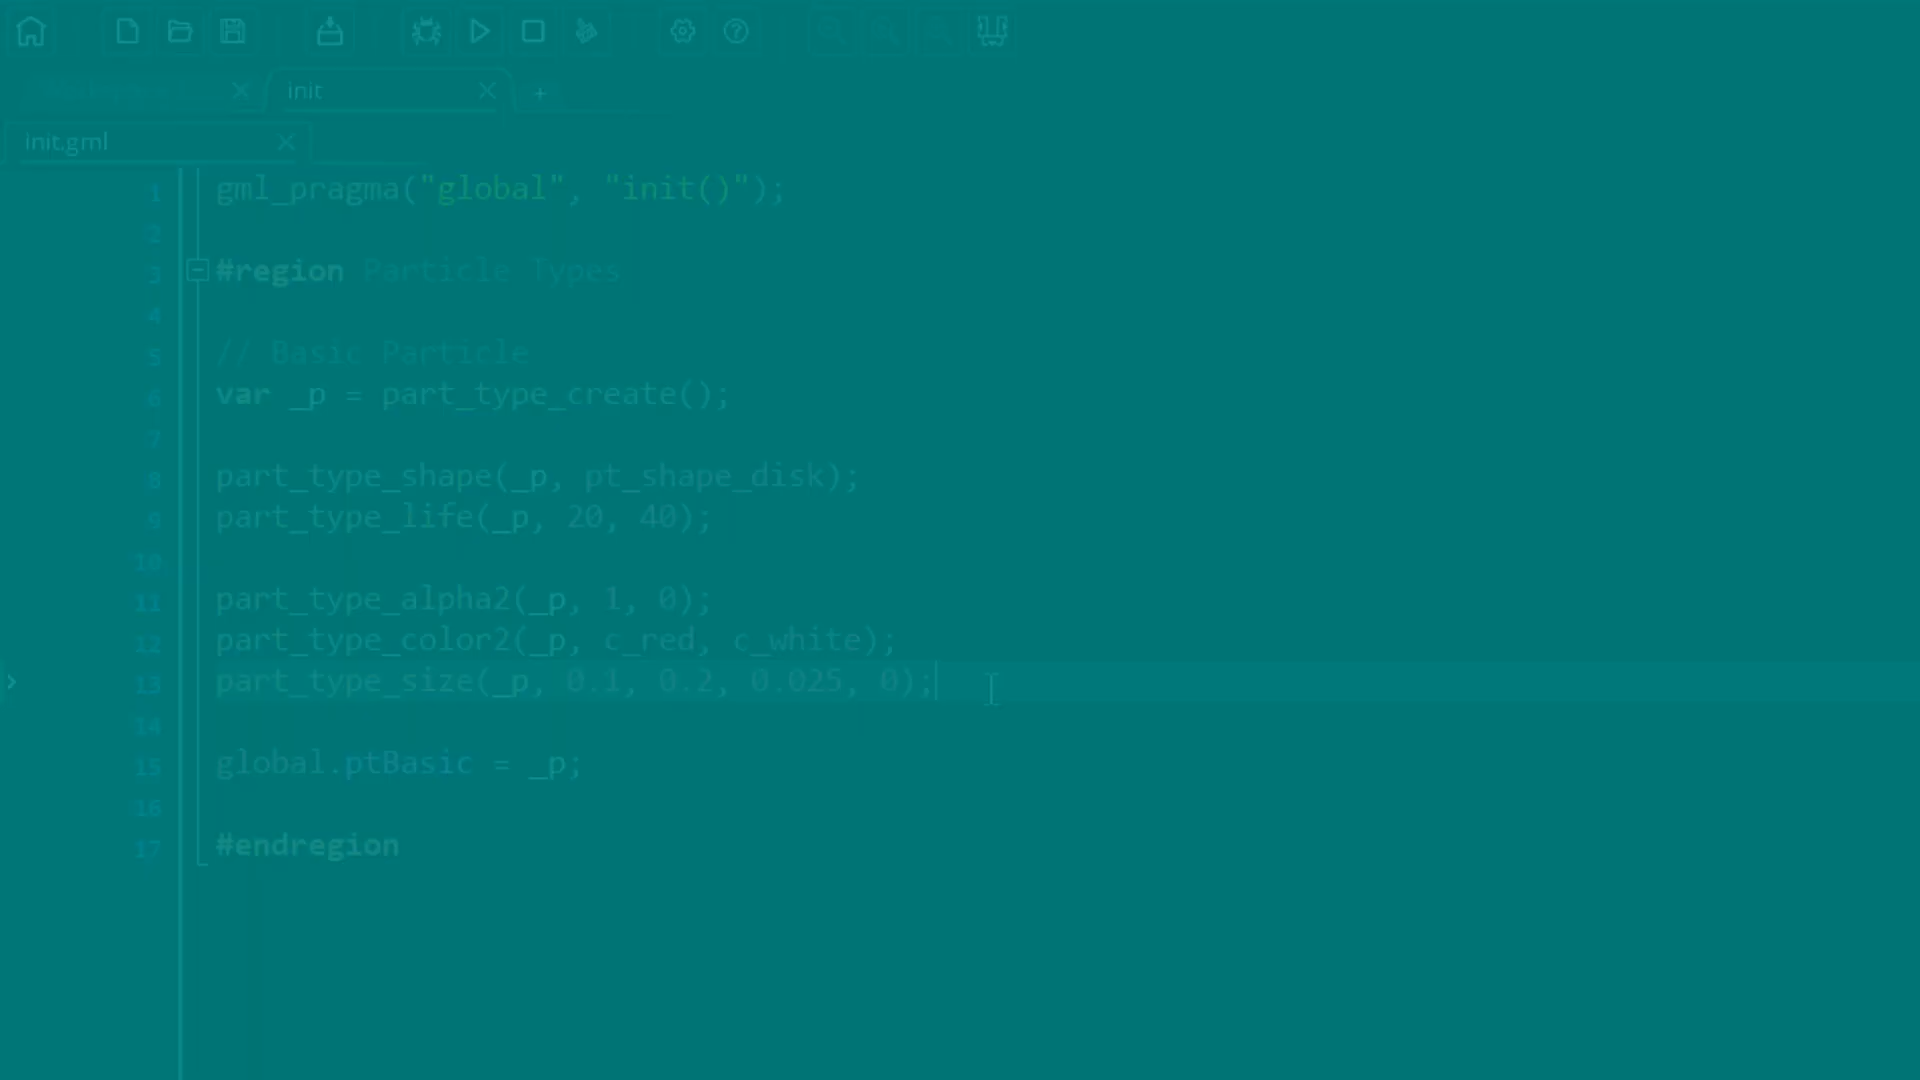 init
+
init.gml
1 gml_pragma("global", "init()");
2
3 #region Particle Types
4
5 // Basic Particle
6 var _p = part_type_create();
7
8 part_type_shape(_p, pt_shape_disk);
9 part_type_life(_p, 20, 40);
10
11 part_type_alpha2(_p, 1, 0);
12 part_type_color2(_p, c_red, c_white);
13 part_type_size(_p, 0.1, 0.2, 0.025, 0);
14
15 global.ptBasic = _p;
16
17 #endregion